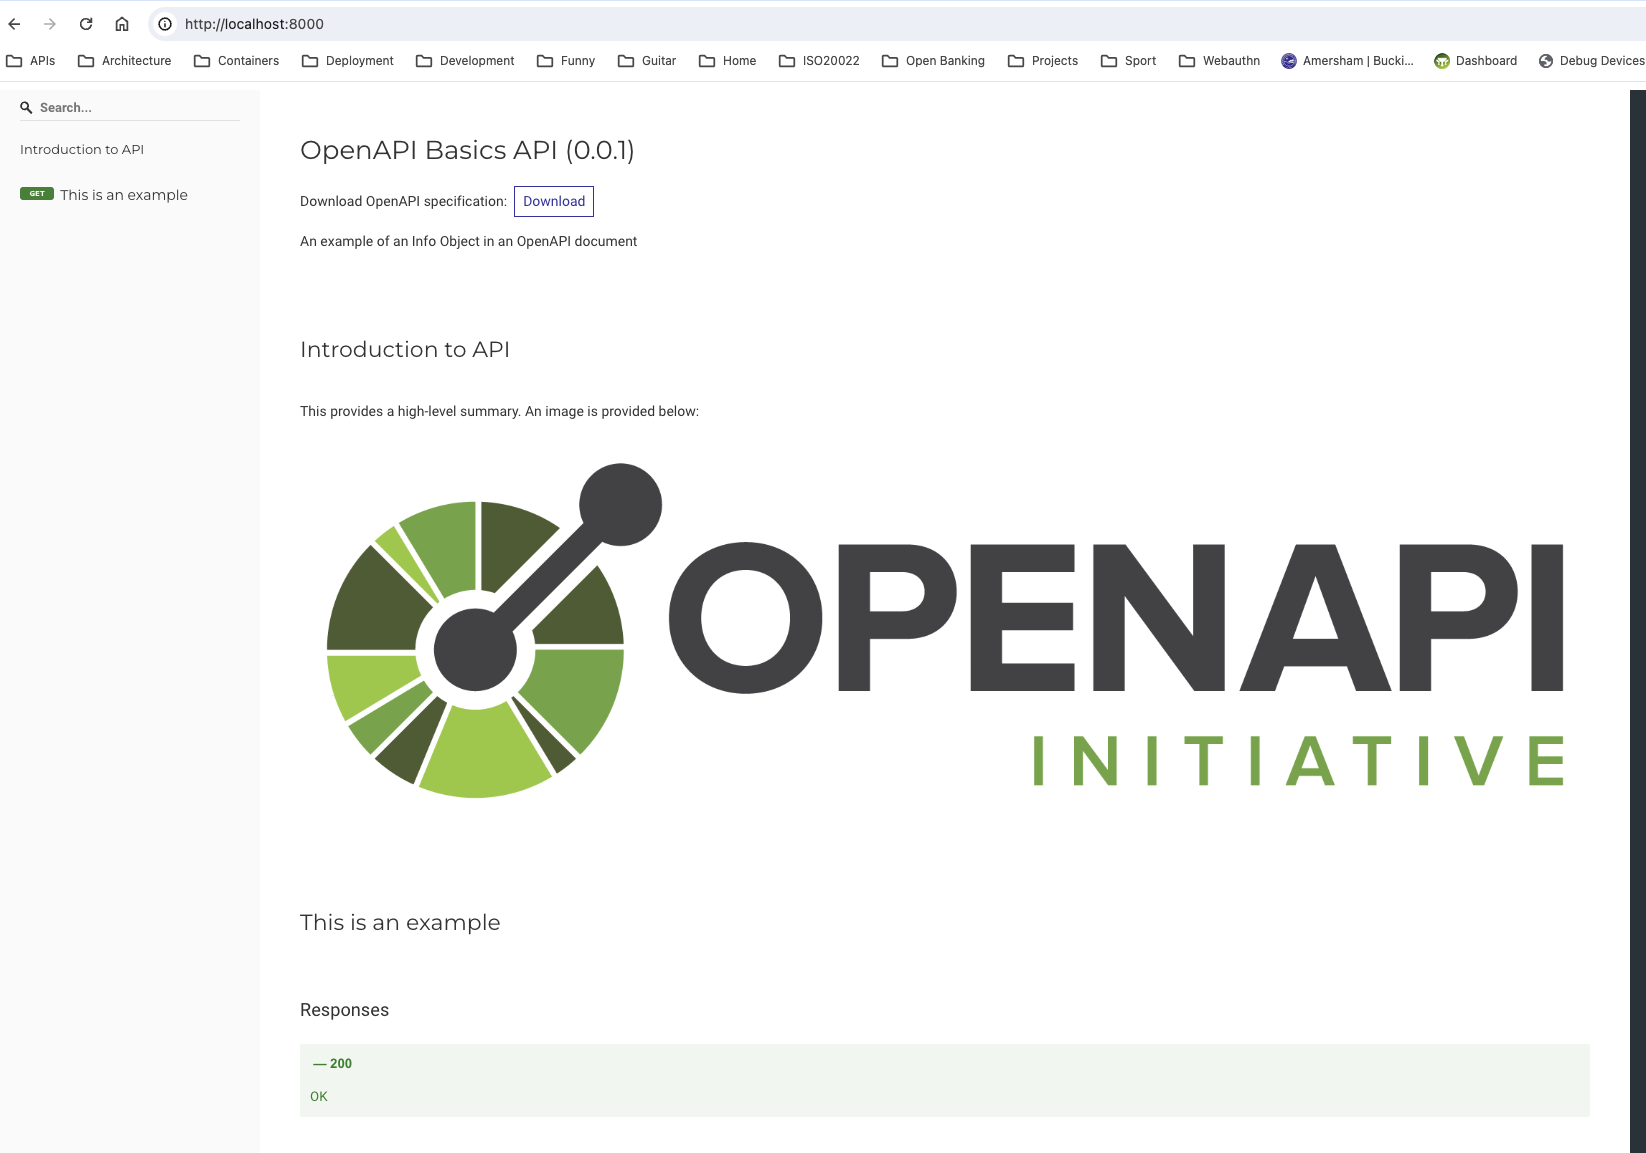 http://localhost:8000
APIs Architecture Containers Deployment Development Funny Guitar Home ISO20022 Open Banking Projects Sport Webauthn Amersham | Bucki... Dashboard Debug Devices
Search...
Introduction to API
GET This is an example
OpenAPI Basics API (0.0.1)
Download OpenAPI specification: Download
An example of an Info Object in an OpenAPI document
Introduction to API
This provides a high-level summary. An image is provided below:
OPENAPI
INITIATIVE
This is an example
Responses
— 200
OK